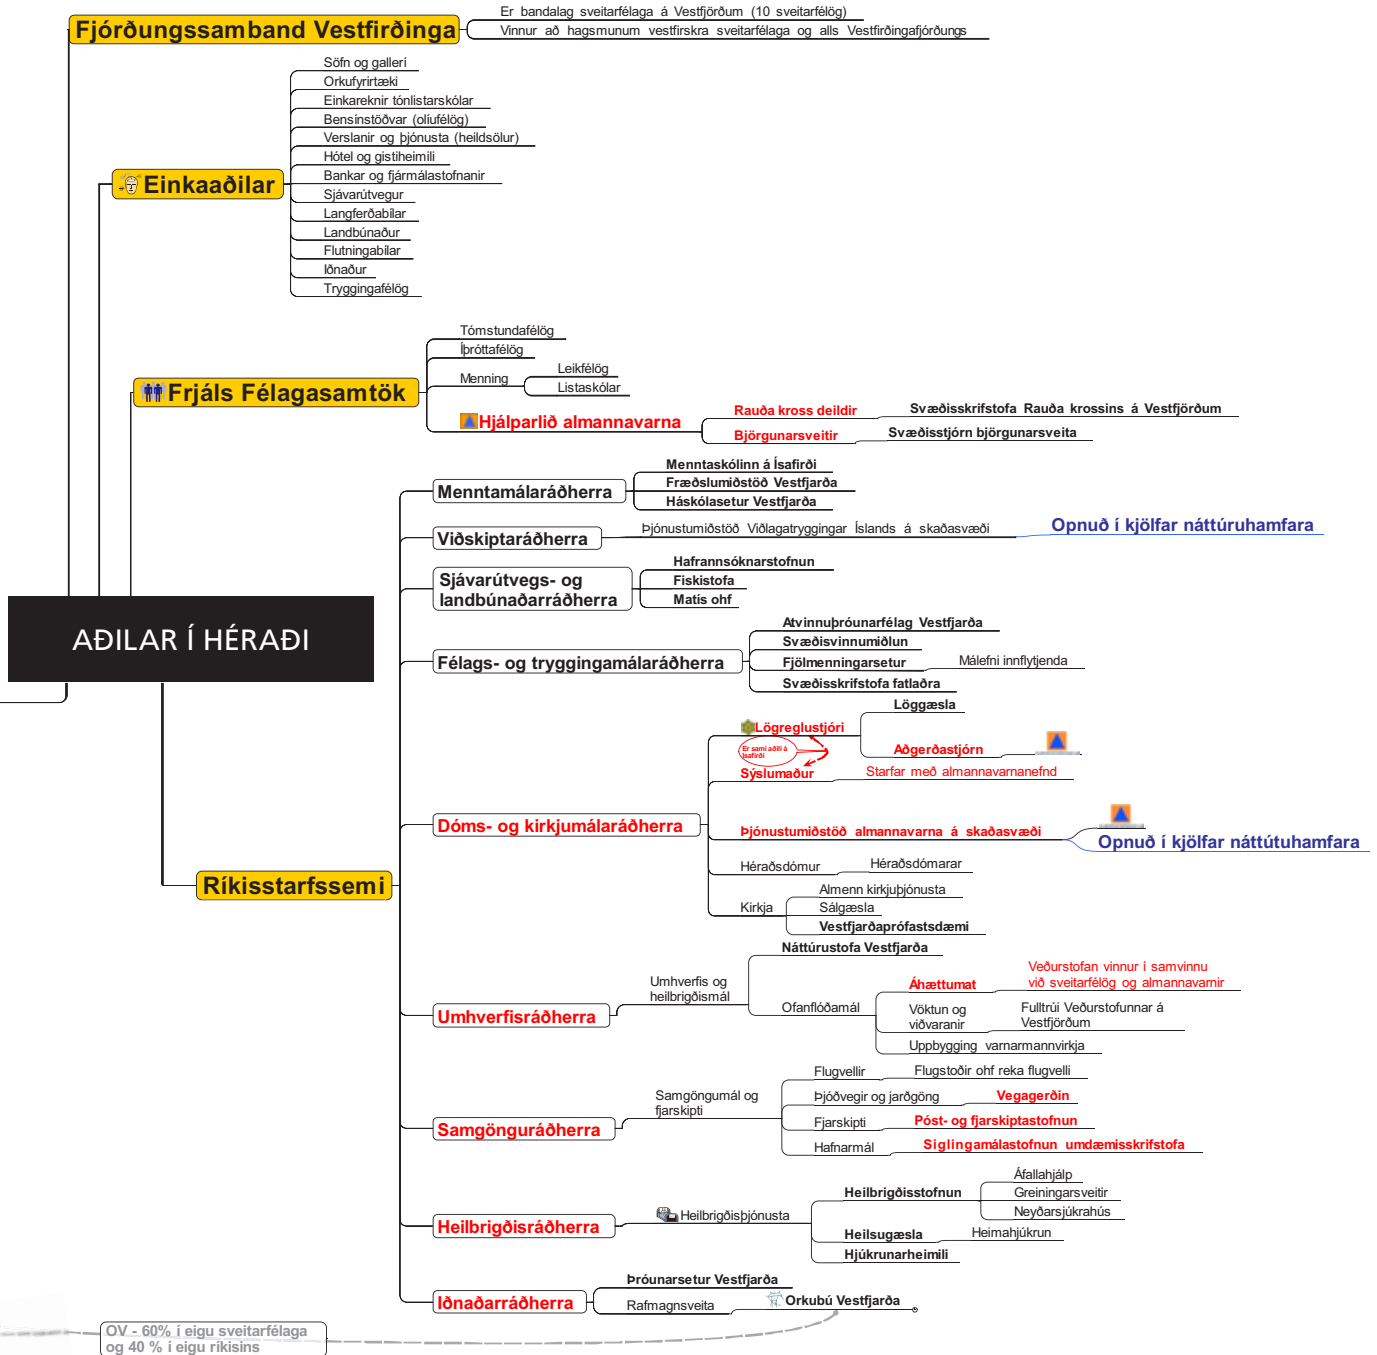 Fjórðungssamband Vestfirðinga
Er bandalag sveitarfélaga á Vestfjörðum (10 sveitarfélög)
Vinnur að hagsmunum vestfirskra sveitarfélaga og alls Vestfirðingafjórðungs
Einkaaðilar
Söfn og gallerí
Orkufyrirtæki
Einkareknir tónlistarskólar
Bensínstöðvar (olíufélög)
Verslanir og þjónusta (heildsölur)
Hótel og gistiheimili
Bankar og fjármálastofnanir
Sjávarútvegur
Langferðabílar
Landbúnaður
Flutningabílar
Iðnaður
Tryggingafélög
Frjáls Félagasamtök
Tómstundafélög
Íþróttafélög
Menning
Leikfélög
Listaskólar
Hjálparlið almannavarna
Rauða kross deildir
Svæðisskrifstofa Rauða krossins á Vestfjörðum
Björgunarsveitir
Svæðisstjórn björgunarsveita
AÐILAR Í HÉRAÐI
Ríkisstarfssemi
Menntamálaráðherra
Menntaskólinn á Ísafirði
Fræðslumiðstöð Vestfjarða
Háskólasetur Vestfjarða
Viðskiptaráðherra
Þjónustumiðstöð Viðlagatryggingar Íslands á skaðasvæði
Opnuð í kjölfar náttúruhamfara
Sjávarútvegs- og
landbúnaðarráðherra
Hafrannsóknarstofnun
Fiskistofa
Matís ohf
Félags- og tryggingamálaráðherra
Atvinnuþróunarfélag Vestfjarða
Svæðisvinnumiðlun
Fjölmenningarsetur
Málefni innflytjenda
Svæðisskrifstofa fatlaðra
Dóms- og kirkjumálaráðherra
Lögreglustjóri
Löggæsla
Aðgerðastjórn
Er sami aðili á
Ísafirði
Sýslumaður
Starfar með almannavarnanefnd
Þjónustumiðstöð almannavarna á skaðasvæði
Opnuð í kjölfar náttútuhamfara
Héraðsdómur
Héraðsdómarar
Kirkja
Almenn kirkjuþjónusta
Sálgæsla
Vestfjarðaprófastsdæmi
Umhverfisráðherra
Umhverfis og
heilbrigðismál
Náttúrustofa Vestfjarða
Ofanflóðamál
Áhættumat
Veðurstofan vinnur í samvinnu
við sveitarfélög og almannavarnir
Vöktun og
viðvaranir
Fulltrúi Veðurstofunnar á
Vestfjörðum
Uppbygging varnarmannvirkja
Samgönguráðherra
Samgöngumál og
fjarskipti
Flugvellir
Flugstoðir ohf reka flugvelli
Þjóðvegir og jarðgöng
Vegagerðin
Fjarskipti
Póst- og fjarskiptastofnun
Hafnarmál
Siglingamálastofnun umdæmisskrifstofa
Heilbrigðisráðherra
Heilbrigðisþjónusta
Heilbrigðisstofnun
Áfallahjálp
Greiningarsveitir
Neyðarsjúkrahús
Heilsugæsla
Heimahjúkrun
Hjúkrunarheimili
Iðnaðarráðherra
Þróunarsetur Vestfjarða
Rafmagnsveita
Orkubú Vestfjarða
OV - 60% í eigu sveitarfélaga
og 40 % í eigu ríkisins